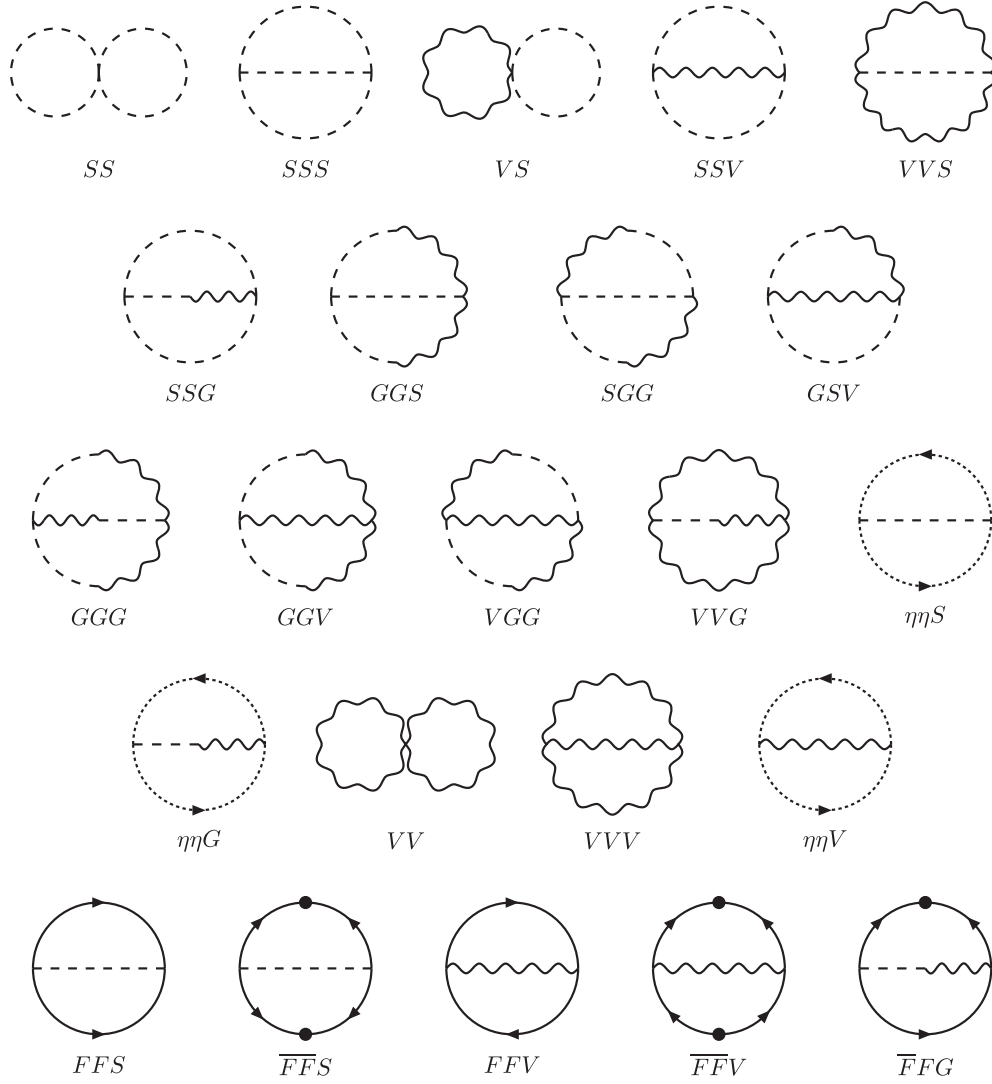 SS SSS VS SSV VVS
SSG GGS SGG GSV
GGG GGV VGG VVG ηηS
ηηG VV VVV ηηV
FFS F̅F̅S FFV F̅F̅V F̅FG